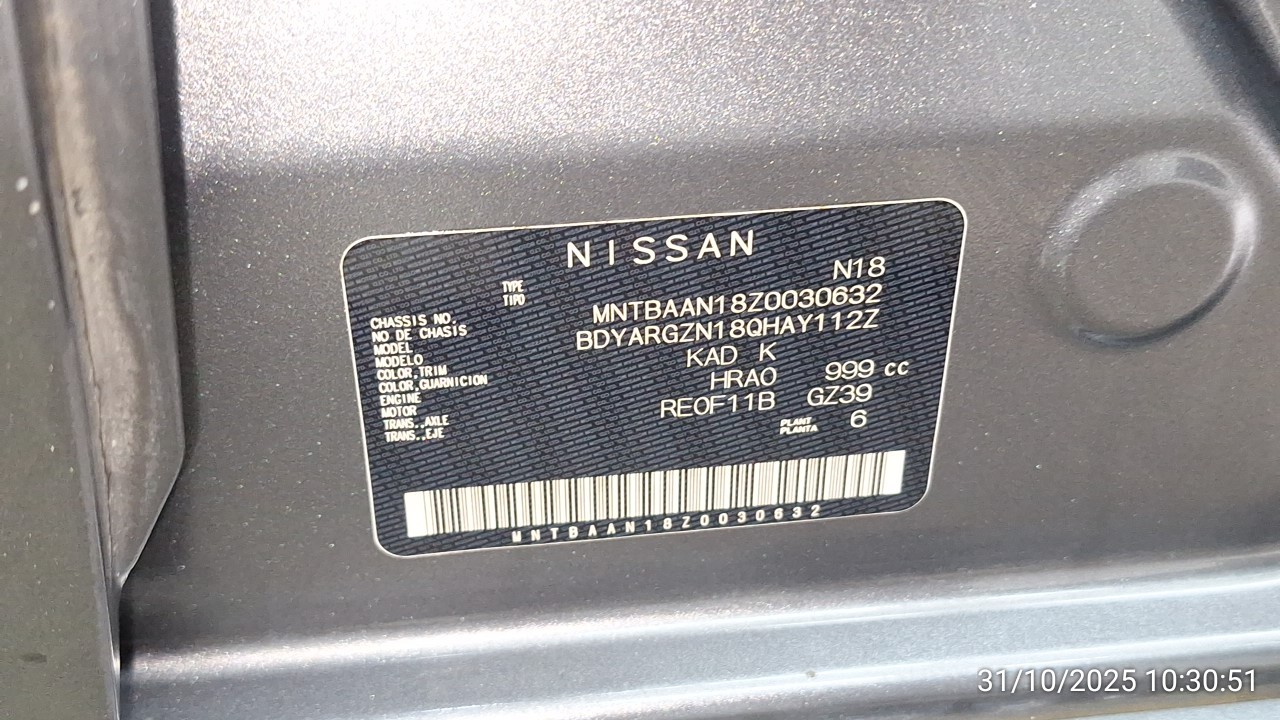 NISSAN
TYPE N18
TIPO
CHASSIS NO. MNTBAAN18Z0030632
NO DE CHASIS
MODEL BDYARGZN18QHAY112Z
MODELO
COLOR,TRIM KAD K
COLOR,GUARNICION
ENGINE HRA0 999 cc
MOTOR
TRANS.,AXLE RE0F11B GZ39
TRANS.,EJE
PLANT 6
PLANTA
MNTBAAN18Z0030632
31/10/2025 10:30:51